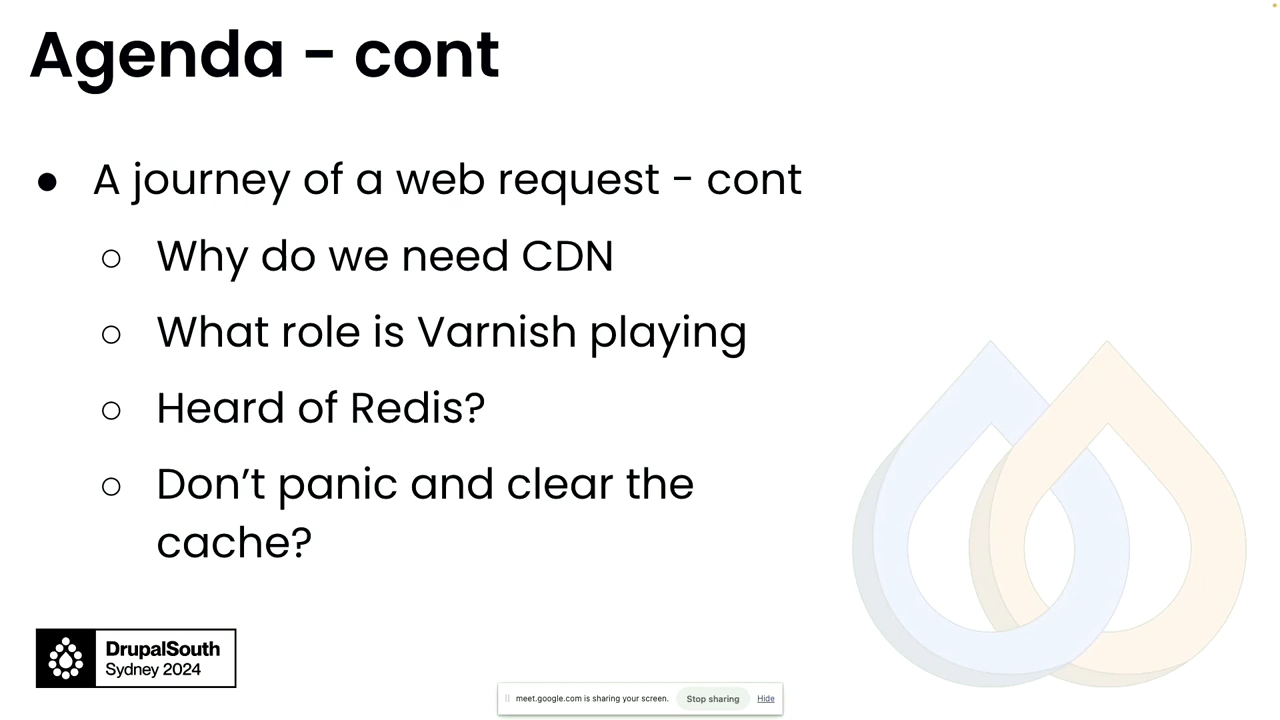 Agenda - cont
● A journey of a web request - cont
○ Why do we need CDN
○ What role is Varnish playing
○ Heard of Redis?
○ Don’t panic and clear the
cache?
DrupalSouth
Sydney 2024
meet.google.com is sharing your screen. Stop sharing Hide